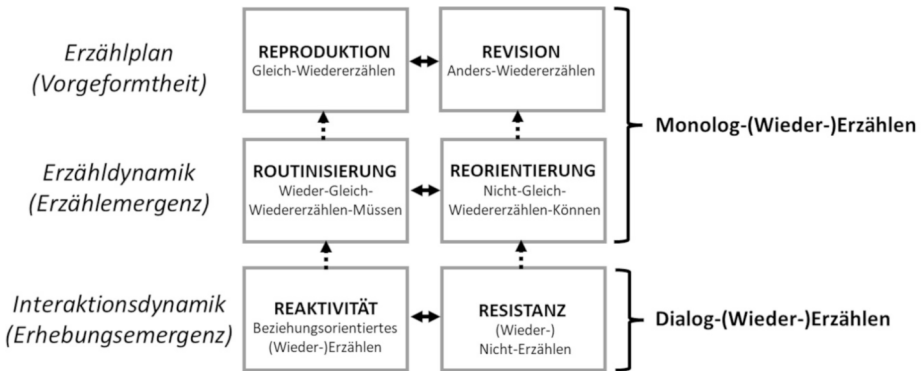 Erzählplan
(Vorgeformtheit)
REPRODUKTION
Gleich-Wiedererzählen
REVISION
Anders-Wiedererzählen
Monolog-(Wieder-)Erzählen
Erzähldynamik
(Erzählemergenz)
ROUTINISIERUNG
Wieder-Gleich-
Wiedererzählen-Müssen
REORIENTIERUNG
Nicht-Gleich-
Wiedererzählen-Können
Interaktionsdynamik
(Erhebungsemergenz)
REAKTIVITÄT
Beziehungsorientiertes
(Wieder-)Erzählen
RESISTANZ
(Wieder-)
Nicht-Erzählen
Dialog-(Wieder-)Erzählen